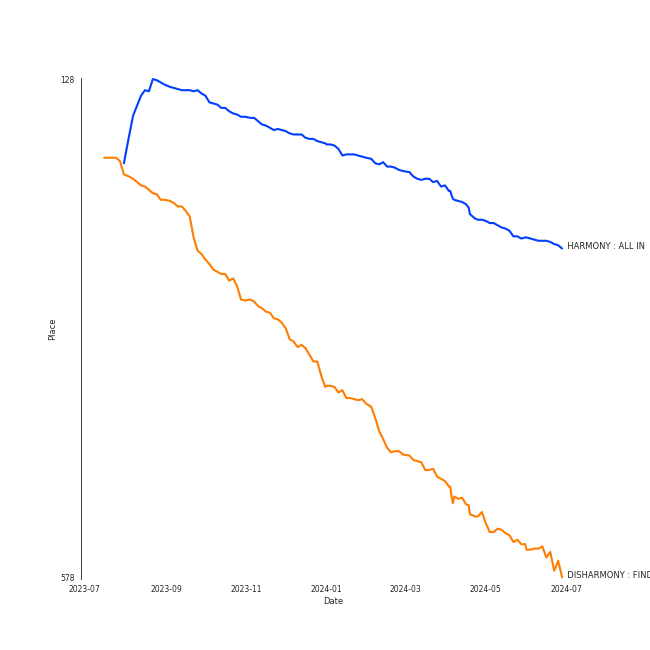 128
Place
HARMONY : ALL IN
578
DISHARMONY : FIND
2023-07
2023-09
2023-11
2024-01
2024-03
2024-05
2024-07
Date